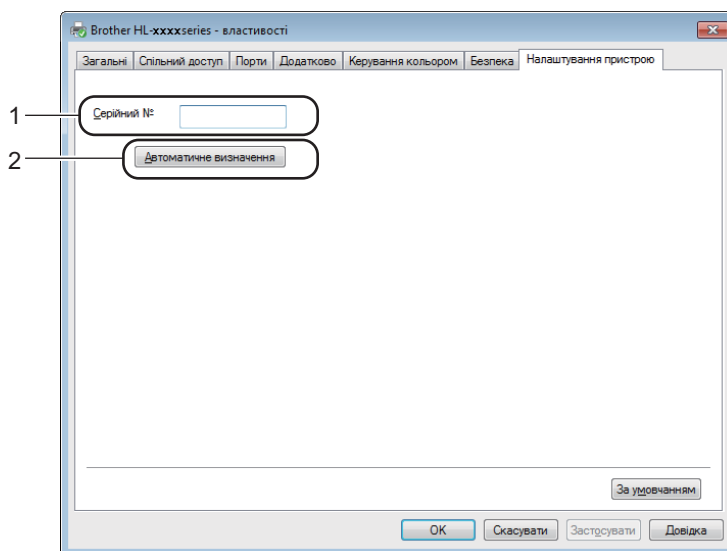 Brother HL-xxxxseries - властивості
Загальні Спільний доступ Порти Додатково Керування кольором Безпека Налаштування пристрою
1 Серійний №
2 Автоматичне визначення
За умовчанням
OK Скасувати Застосувати Довідка